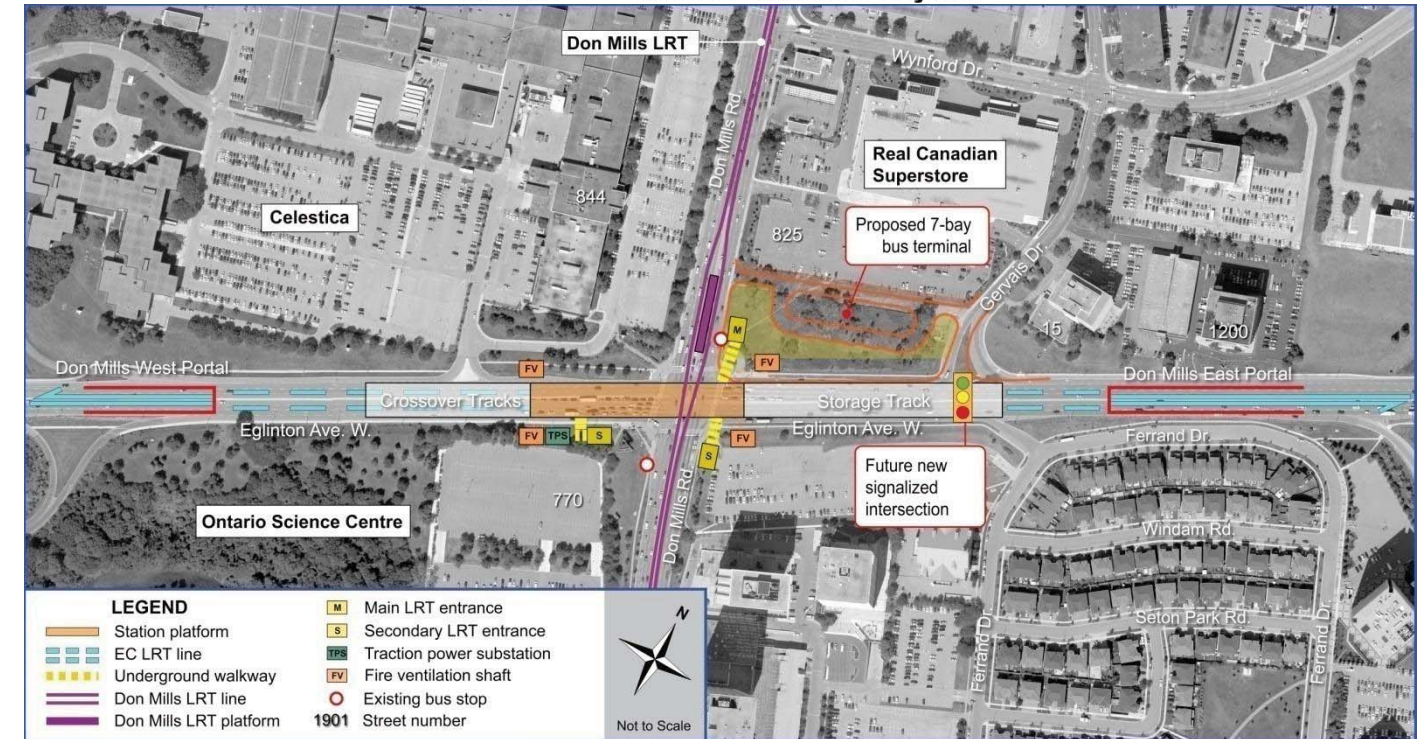 Don Mills LRT
Wynford Dr.
Don Mills Rd.
Real Canadian
Superstore
844
Celestica
825
Proposed 7-bay
bus terminal
Gervais Dr.
15
1200
M
FV
FV
Don Mills West Portal
Don Mills East Portal
Crossover Tracks
Storage Track
Eglinton Ave. W.
FV
TPS
S
S
FV
Eglinton Ave. W.
Ferrand Dr.
Future new
signalized
intersection
770
Ontario Science Centre
Don Mills Rd.
Windam Rd.
Seton Park Rd.
Ferrand Dr.
Ferrand Dr.
LEGEND
Station platform
EC LRT line
Underground walkway
Don Mills LRT line
Don Mills LRT platform
M Main LRT entrance
S Secondary LRT entrance
TPS Traction power substation
FV Fire ventilation shaft
Existing bus stop
1901 Street number
N
Not to Scale